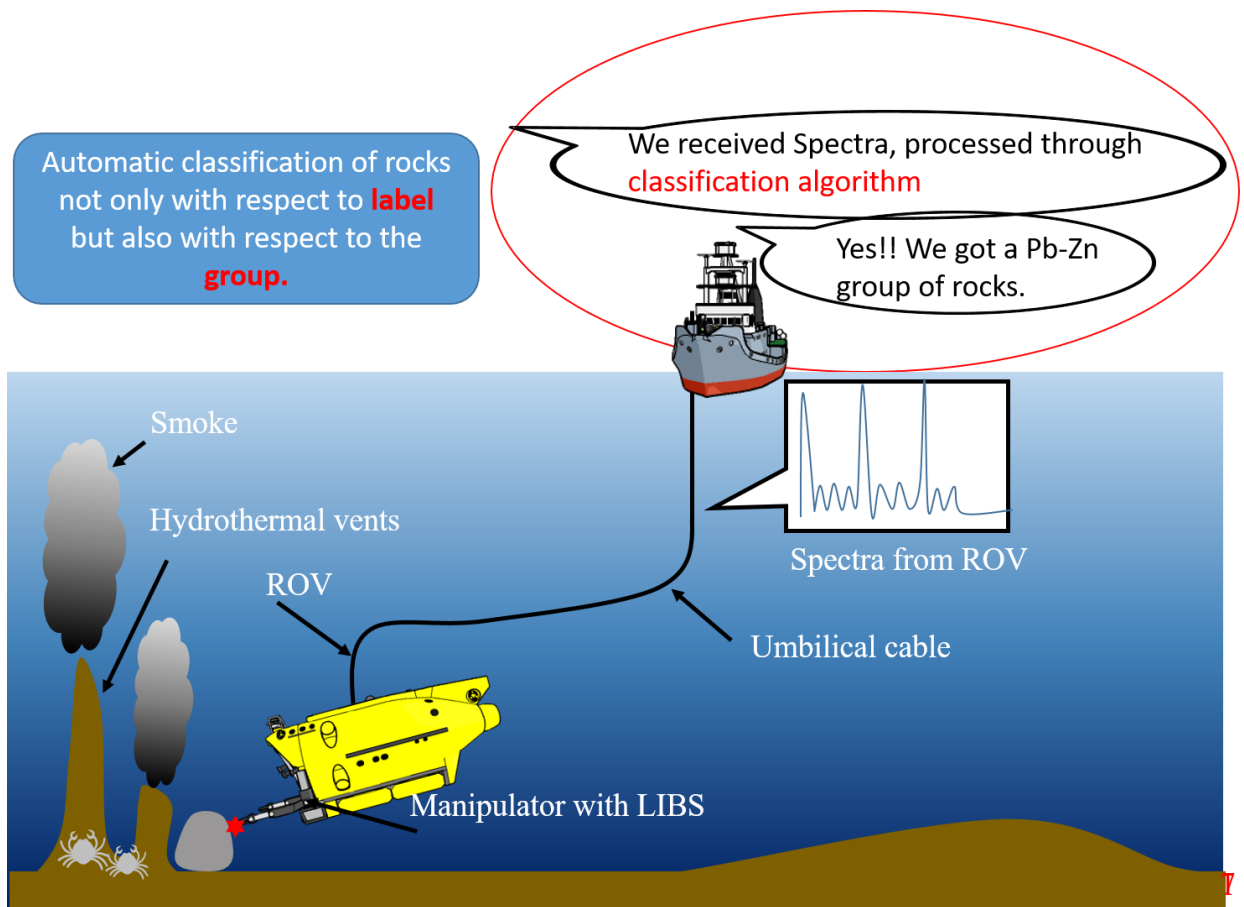 Automatic classification of rocks
not only with respect to label
but also with respect to the
group.
We received Spectra, processed through
classification algorithm
Yes!! We got a Pb-Zn
group of rocks.
Smoke
Hydrothermal vents
ROV
Spectra from ROV
Umbilical cable
Manipulator with LIBS